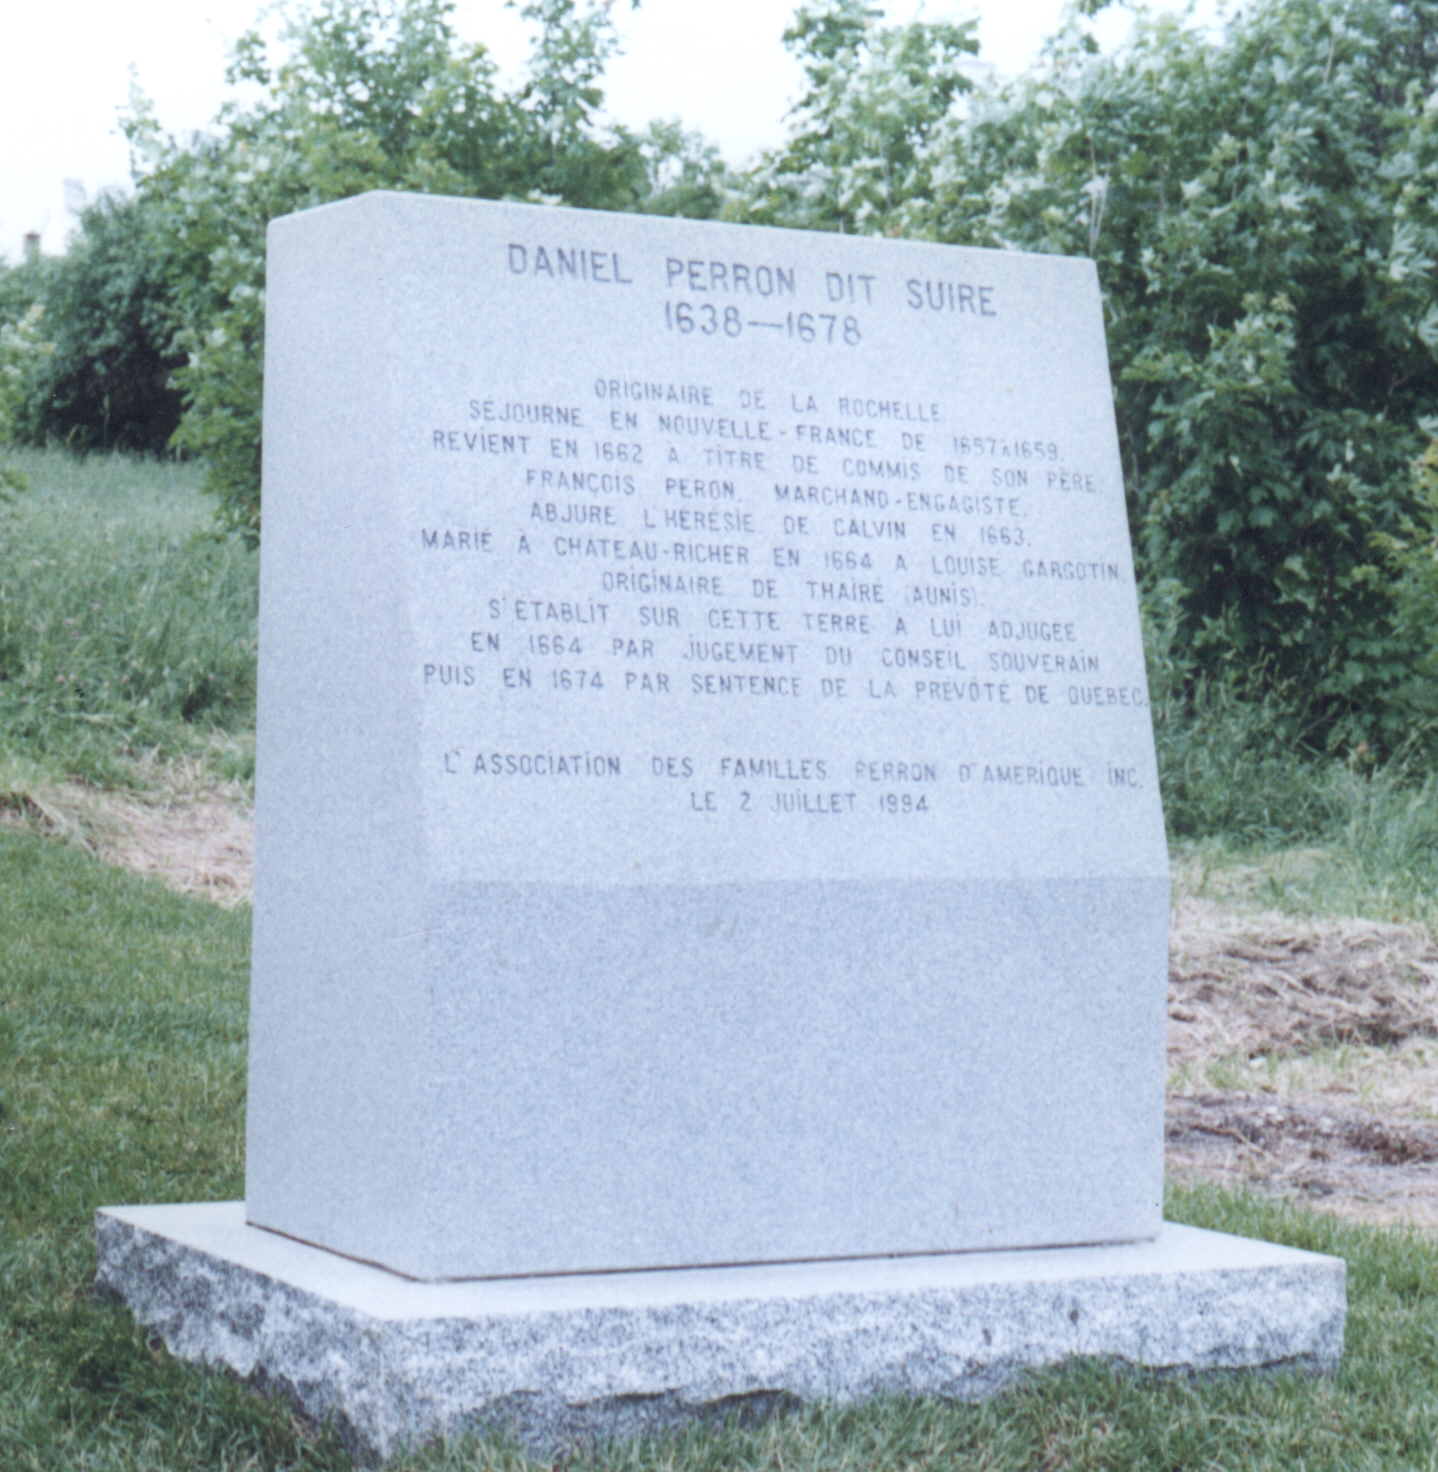 DANIEL PERRON DIT SUIRE
1638—1678
ORIGINAIRE DE LA ROCHELLE
SÉJOURNE EN NOUVELLE-FRANCE DE 1657 À 1659.
REVIENT EN 1662 À TITRE DE COMMIS DE SON PÈRE,
FRANÇOIS PERON, MARCHAND-ENGAGISTE.
ABJURE L'HÉRÉSIE DE CALVIN EN 1663.
MARIÉ À CHÂTEAU-RICHER EN 1664 À LOUISE GARGOTIN,
ORIGINAIRE DE THAIRÉ (AUNIS).
S'ÉTABLIT SUR CETTE TERRE À LUI ADJUGÉE
EN 1664 PAR JUGEMENT DU CONSEIL SOUVERAIN
PUIS EN 1674 PAR SENTENCE DE LA PRÉVÔTÉ DE QUÉBEC.
L'ASSOCIATION DES FAMILLES PERRON D'AMÉRIQUE INC.
LE 2 JUILLET 1994